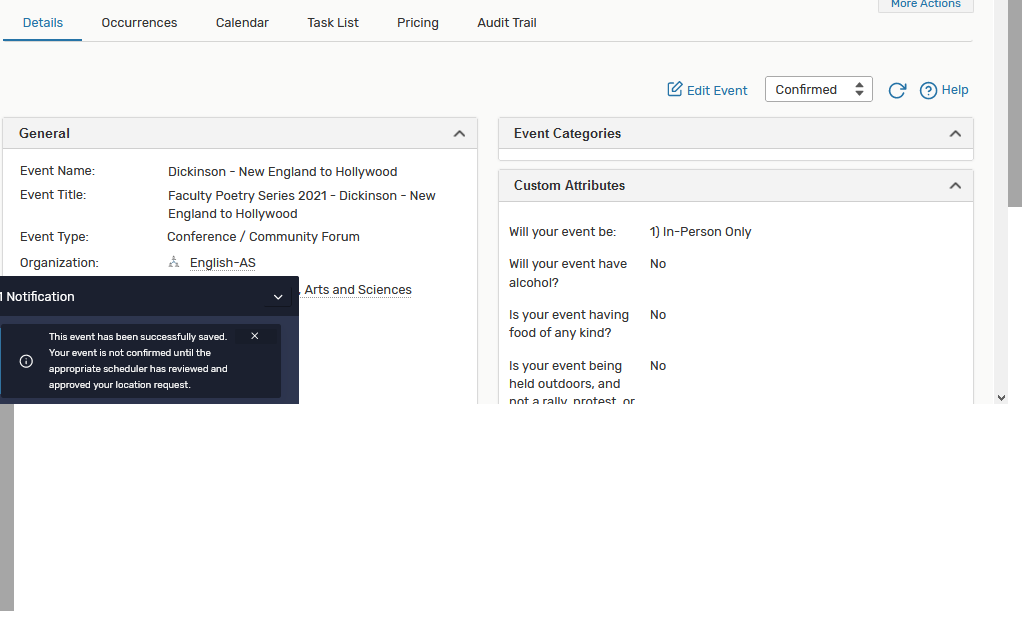 More Actions
Details Occurrences Calendar Task List Pricing Audit Trail
Edit Event Confirmed Help
General
Event Name: Dickinson - New England to Hollywood
Event Title: Faculty Poetry Series 2021 - Dickinson - New
England to Hollywood
Event Type: Conference / Community Forum
Organization: English-AS
, Arts and Sciences
1 Notification
This event has been successfully saved.
Your event is not confirmed until the
appropriate scheduler has reviewed and
approved your location request.
Event Categories
Custom Attributes
Will your event be: 1) In-Person Only
Will your event have No
alcohol?
Is your event having No
food of any kind?
Is your event being No
held outdoors, and
not a rally, protest, or